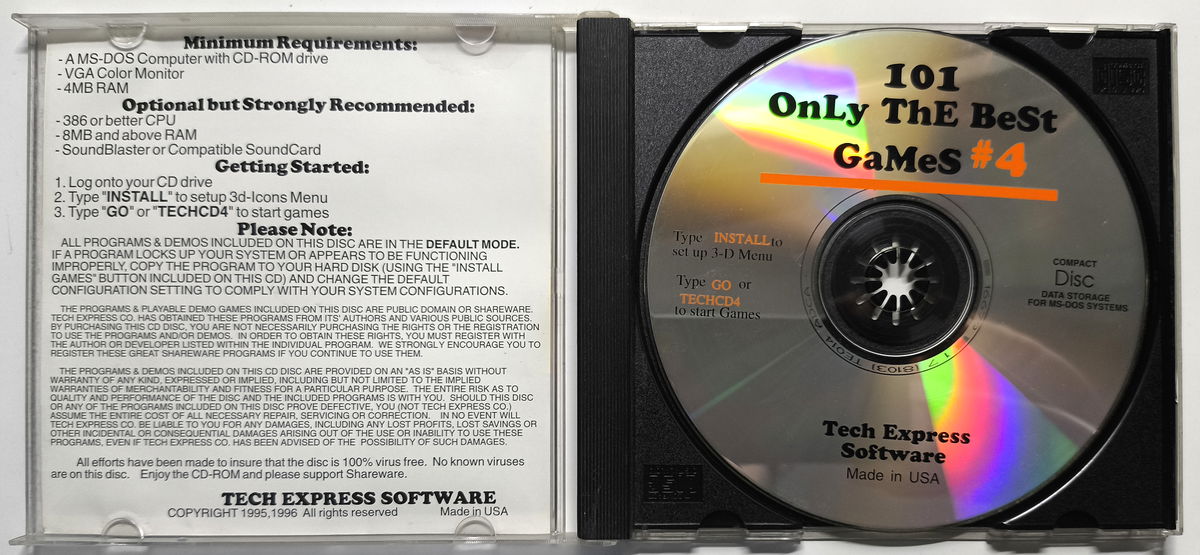 Minimum Requirements:
- A MS-DOS Computer with CD-ROM drive
- VGA Color Monitor
- 4MB RAM
Optional but Strongly Recommended:
- 386 or better CPU
- 8MB and above RAM
- SoundBlaster or Compatible SoundCard
Getting Started:
1. Log onto your CD drive
2. Type "INSTALL" to setup 3d-Icons Menu
3. Type "GO" or "TECHCD4" to start games
Please Note:
ALL PROGRAMS & DEMOS INCLUDED ON THIS DISC ARE IN THE DEFAULT MODE.
IF A PROGRAM LOCKS UP YOUR SYSTEM OR APPEARS TO BE FUNCTIONING
IMPROPERLY, COPY THE PROGRAM TO YOUR HARD DISK (USING THE "INSTALL
GAMES" BUTTON INCLUDED ON THIS CD) AND CHANGE THE DEFAULT
CONFIGURATION SETTING TO COMPLY WITH YOUR SYSTEM CONFIGURATIONS.
THE PROGRAMS & PLAYABLE DEMO GAMES INCLUDED ON THIS DISC ARE PUBLIC DOMAIN OR SHAREWARE.
TECH EXPRESS CO. HAS OBTAINED THESE PROGRAMS FROM ITS' AUTHORS AND VARIOUS PUBLIC SOURCES.
BY PURCHASING THIS CD DISC, YOU ARE NOT NECESSARILY PURCHASING THE RIGHTS OR THE REGISTRATION
TO USE THE PROGRAMS AND/OR DEMOS. IN ORDER TO OBTAIN THESE RIGHTS, YOU MUST REGISTER WITH
THE AUTHOR OR DEVELOPER LISTED WITHIN THE INDIVIDUAL PROGRAM. WE STRONGLY ENCOURAGE YOU TO
REGISTER THESE GREAT SHAREWARE PROGRAMS IF YOU CONTINUE TO USE THEM.
THE PROGRAMS & DEMOS INCLUDED ON THIS CD DISC ARE PROVIDED ON AN "AS IS" BASIS WITHOUT
WARRANTY OF ANY KIND, EXPRESSED OR IMPLIED, INCLUDING BUT NOT LIMITED TO THE IMPLIED
WARRANTIES OF MERCHANTABILITY AND FITNESS FOR A PARTICULAR PURPOSE. THE ENTIRE RISK AS TO
QUALITY AND PERFORMANCE OF THE DISC AND THE INCLUDED PROGRAMS IS WITH YOU. SHOULD THIS DISC
OR ANY OF THE PROGRAMS INCLUDED ON THIS DISC PROVE DEFECTIVE, YOU (NOT TECH EXPRESS CO.)
ASSUME THE ENTIRE COST OF ALL NECESSARY REPAIR, SERVICING OR CORRECTION. IN NO EVENT WILL
TECH EXPRESS CO. BE LIABLE TO YOU FOR ANY DAMAGES, INCLUDING ANY LOST PROFITS, LOST SAVINGS OR
OTHER INCIDENTAL OR CONSEQUENTIAL DAMAGES ARISING OUT OF THE USE OR INABILITY TO USE THESE
PROGRAMS, EVEN IF TECH EXPRESS CO. HAS BEEN ADVISED OF THE POSSIBILITY OF SUCH DAMAGES.
All efforts have been made to insure that the disc is 100% virus free. No known viruses
are on this disc. Enjoy the CD-ROM and please support Shareware.
TECH EXPRESS SOFTWARE
COPYRIGHT 1995,1996 All rights reserved Made in USA
101
OnLy ThE BeSt
GaMeS #4
Type INSTALL to
set up 3-D Menu
Type GO or
TECHCD4
to start Games
COMPACT
Disc
DATA STORAGE
FOR MS-DOS SYSTEMS
Tech Express
Software
Made in USA